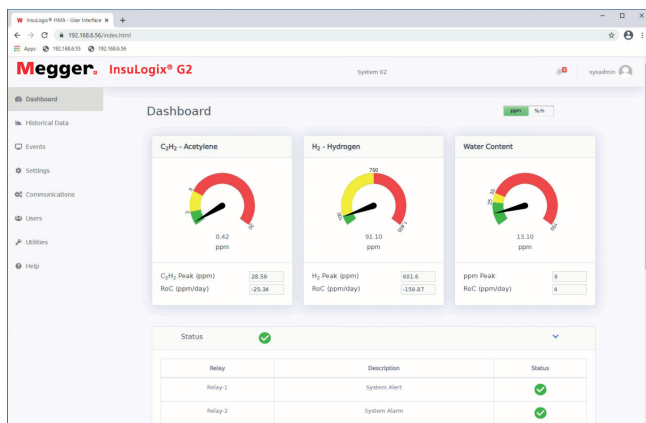 InsuLogix® HMA - User Interface
192.168.6.56/index.html
Apps 192.168.6.55 192.168.6.56
Megger. InsuLogix® G2
System 02
sysadmin
Dashboard
Historical Data
Events
Settings
Communications
Users
Utilities
Help
Dashboard
ppm %rh
C₂H₂ - Acetylene
0.42
ppm
C₂H₂ Peak (ppm) 28.59
RoC (ppm/day) -25.34
H₂ - Hydrogen
700
91.10
ppm
H₂ Peak (ppm) 601.6
RoC (ppm/day) -159.87
Water Content
25 35
13.10
ppm
ppm Peak 9
RoC (ppm/day) 4
Status
Relay Description Status
Relay-1 System Alert
Relay-2 System Alarm